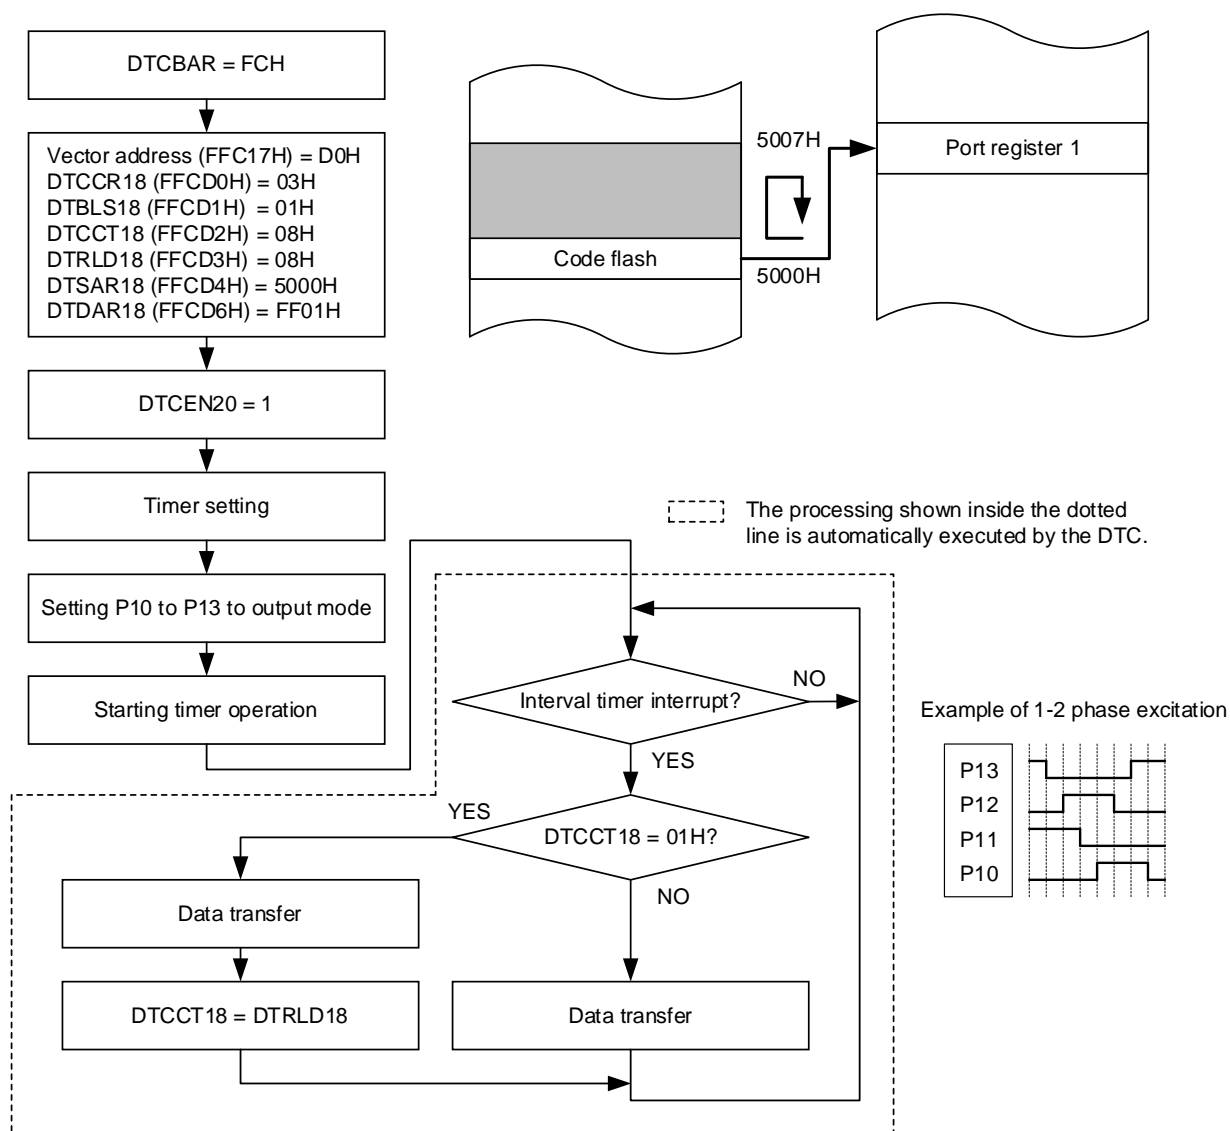 DTCBAR = FCH
Vector address (FFC17H) = D0H
DTCCR18 (FFCD0H) = 03H
DTBLS18 (FFCD1H) = 01H
DTCCT18 (FFCD2H) = 08H
DTRLD18 (FFCD3H) = 08H
DTSAR18 (FFCD4H) = 5000H
DTDAR18 (FFCD6H) = FF01H
DTCEN20 = 1
Timer setting
Setting P10 to P13 to output mode
Starting timer operation
5007H
Code flash
5000H
Port register 1
The processing shown inside the dotted
line is automatically executed by the DTC.
Interval timer interrupt?
NO
YES
DTCCT18 = 01H?
YES
NO
Data transfer
DTCCT18 = DTRLD18
Data transfer
Example of 1-2 phase excitation
P13
P12
P11
P10